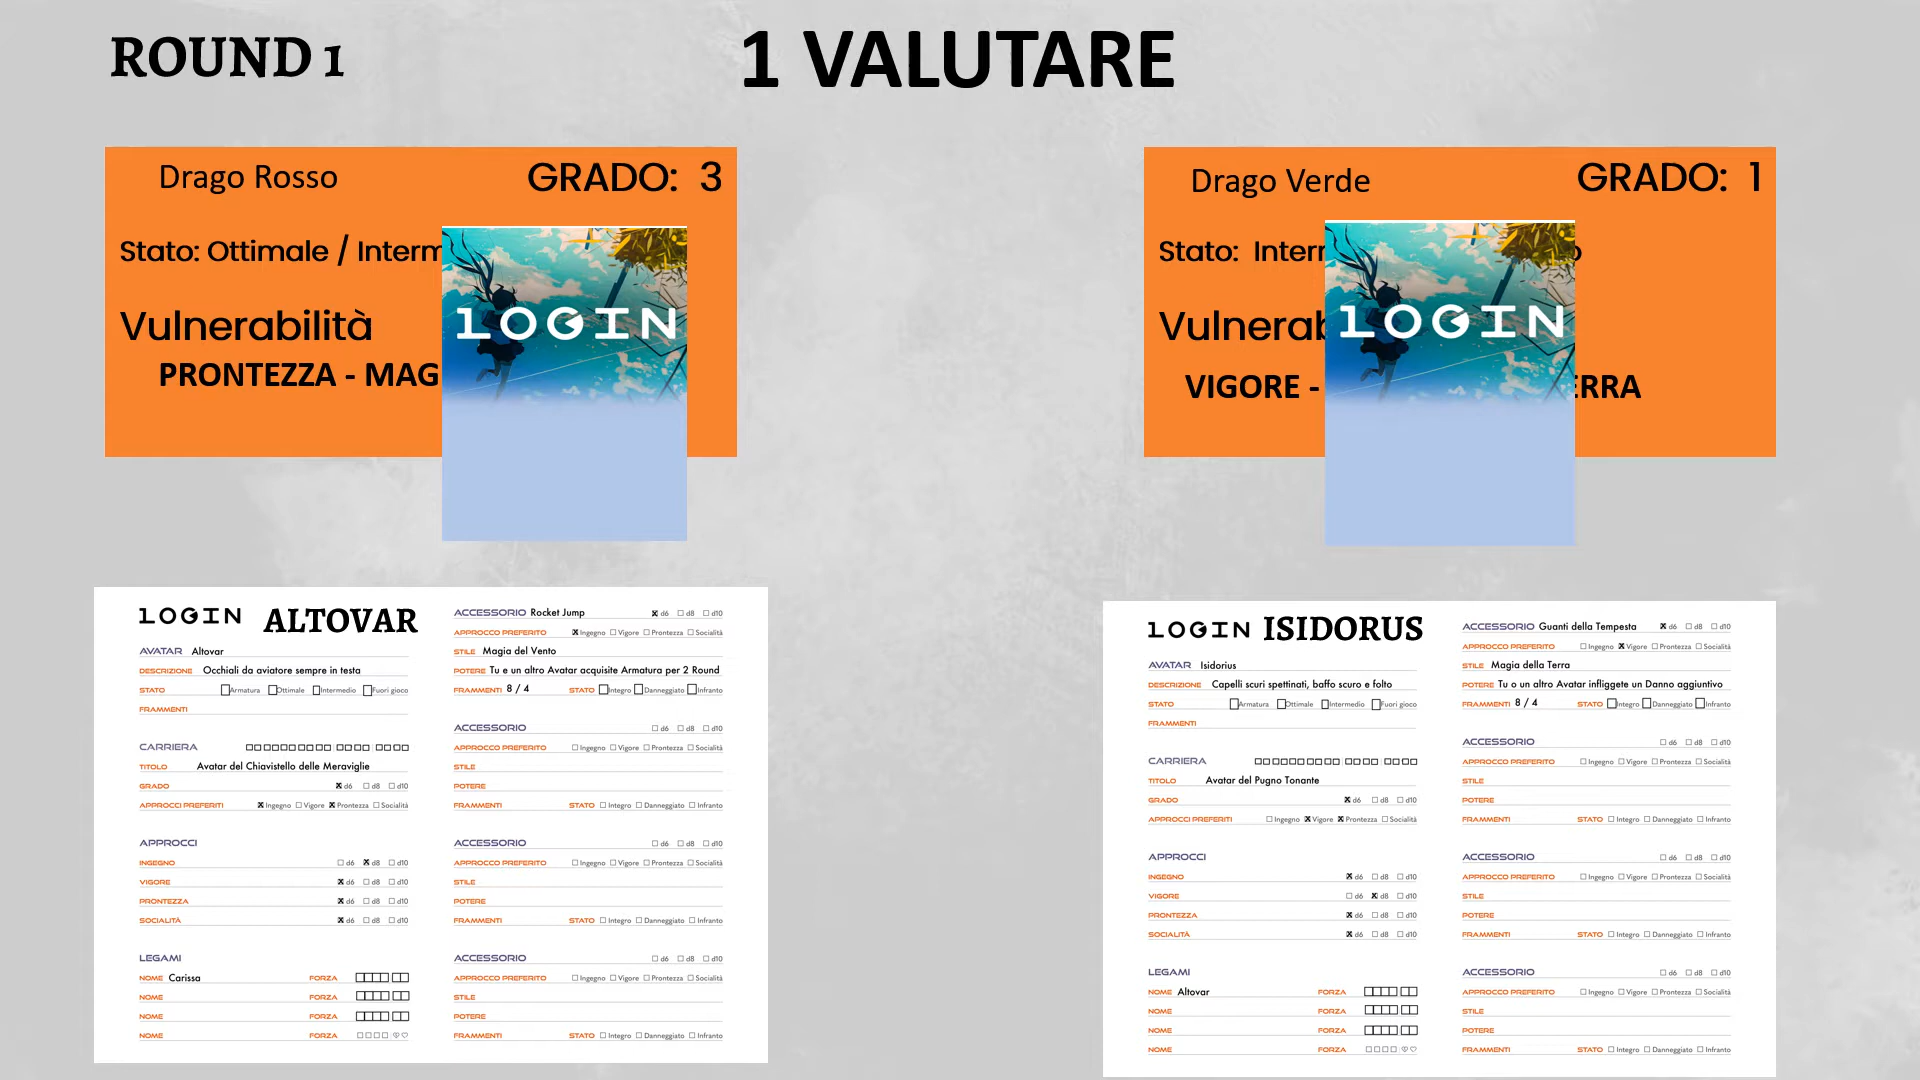 ROUND 1
1 VALUTARE
Drago Rosso
GRADO: 3
Stato: Ottimale / Interm
Vulnerabilità
PRONTEZZA - MAG
LOGIN
Drago Verde
GRADO: 1
Stato: Interm
Vulnerab
VIGORE - ERRA
LOGIN
LOGIN ALTOVAR
AVATAR Altovar
DESCRIZIONE Occhiali da aviatore sempre in testa
STATO Armatura Ottimale Intermedio Fuori gioco
FRAMMENTI
CARRIERA
TITOLO Avatar del Chiavistello delle Meraviglie
GRADO d6 d8 d10
APPROCCI PREFERITI Ingegno Vigore Prontezza Socialità
APPROCCI
INGEGNO d6 d8 d10
VIGORE d6 d8 d10
PRONTEZZA d6 d8 d10
SOCIALITÀ d6 d8 d10
LEGAMI
NOME Carissa FORZA
NOME FORZA
NOME FORZA
NOME FORZA
ACCESSORIO Rocket Jump d6 d8 d10
APPROCCO PREFERITO Ingegno Vigore Prontezza Socialità
STILE Magia del Vento
POTERE Tu e un altro Avatar acquisite Armatura per 2 Round
FRAMMENTI 8 / 4 STATO Integro Danneggiato Infranto
ACCESSORIO d6 d8 d10
APPROCCO PREFERITO Ingegno Vigore Prontezza Socialità
STILE
POTERE
FRAMMENTI STATO Integro Danneggiato Infranto
ACCESSORIO d6 d8 d10
APPROCCO PREFERITO Ingegno Vigore Prontezza Socialità
STILE
POTERE
FRAMMENTI STATO Integro Danneggiato Infranto
ACCESSORIO d6 d8 d10
APPROCCO PREFERITO Ingegno Vigore Prontezza Socialità
STILE
POTERE
FRAMMENTI STATO Integro Danneggiato Infranto
LOGIN ISIDORUS
AVATAR Isidorius
DESCRIZIONE Capelli scuri spettinati, baffo scuro e folto
STATO Armatura Ottimale Intermedio Fuori gioco
FRAMMENTI
CARRIERA
TITOLO Avatar del Pugno Tonante
GRADO d6 d8 d10
APPROCCI PREFERITI Ingegno Vigore Prontezza Socialità
APPROCCI
INGEGNO d6 d8 d10
VIGORE d6 d8 d10
PRONTEZZA d6 d8 d10
SOCIALITÀ d6 d8 d10
LEGAMI
NOME Altovar FORZA
NOME FORZA
NOME FORZA
NOME FORZA
ACCESSORIO Guanti della Tempesta d6 d8 d10
APPROCCO PREFERITO Ingegno Vigore Prontezza Socialità
STILE Magia della Terra
POTERE Tu o un altro Avatar infliggete un Danno aggiuntivo
FRAMMENTI 8 / 4 STATO Integro Danneggiato Infranto
ACCESSORIO d6 d8 d10
APPROCCO PREFERITO Ingegno Vigore Prontezza Socialità
STILE
POTERE
FRAMMENTI STATO Integro Danneggiato Infranto
ACCESSORIO d6 d8 d10
APPROCCO PREFERITO Ingegno Vigore Prontezza Socialità
STILE
POTERE
FRAMMENTI STATO Integro Danneggiato Infranto
ACCESSORIO d6 d8 d10
APPROCCO PREFERITO Ingegno Vigore Prontezza Socialità
STILE
POTERE
FRAMMENTI STATO Integro Danneggiato Infranto